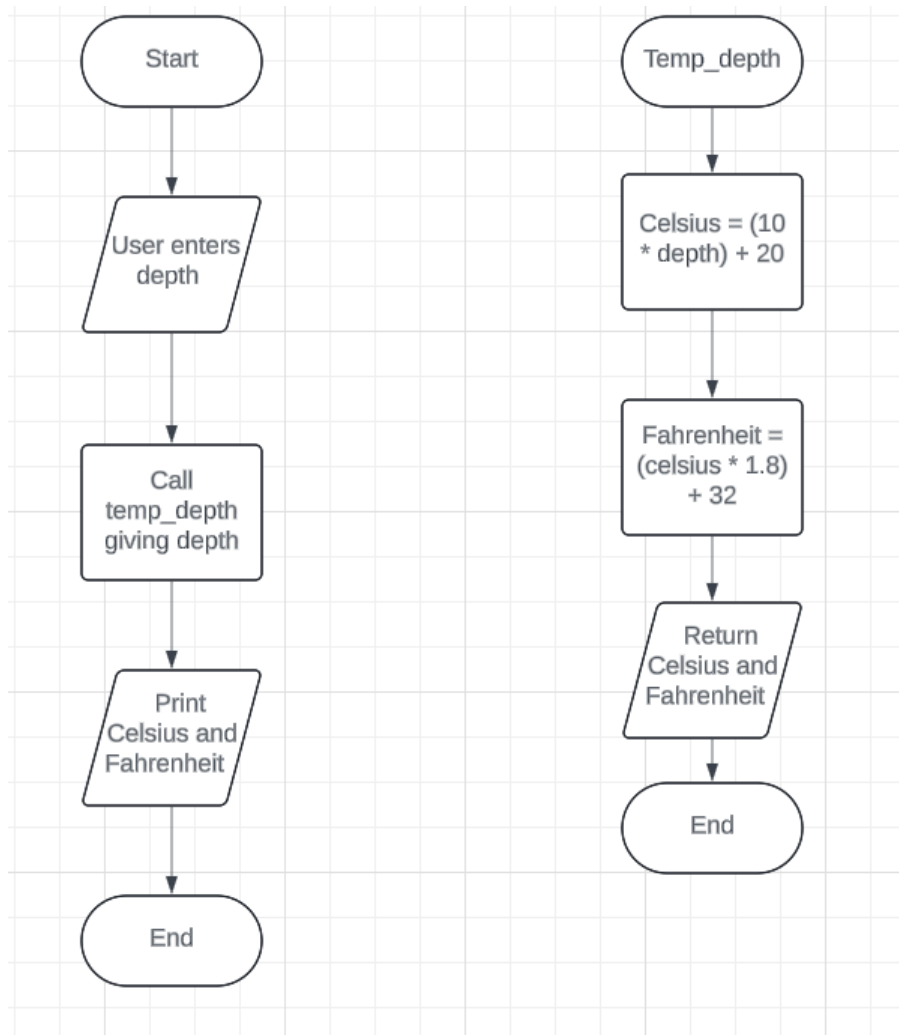 Start
User enters
depth
Call
temp_depth
giving depth
Print
Celsius and
Fahrenheit
End
Temp_depth
Celsius = (10
* depth) + 20
Fahrenheit =
(celsius * 1.8)
+ 32
Return
Celsius and
Fahrenheit
End